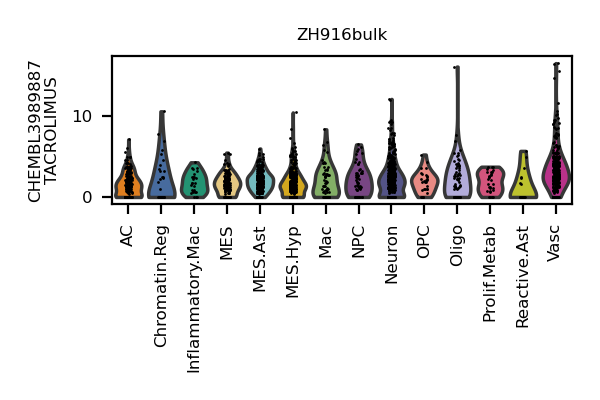 ZH916bulk
CHEMBL3989887
TACROLIMUS
10
0
AC
Chromatin.Reg
Inflammatory.Mac
MES
MES.Ast
MES.Hyp
Mac
NPC
Neuron
OPC
Oligo
Prolif.Metab
Reactive.Ast
Vasc